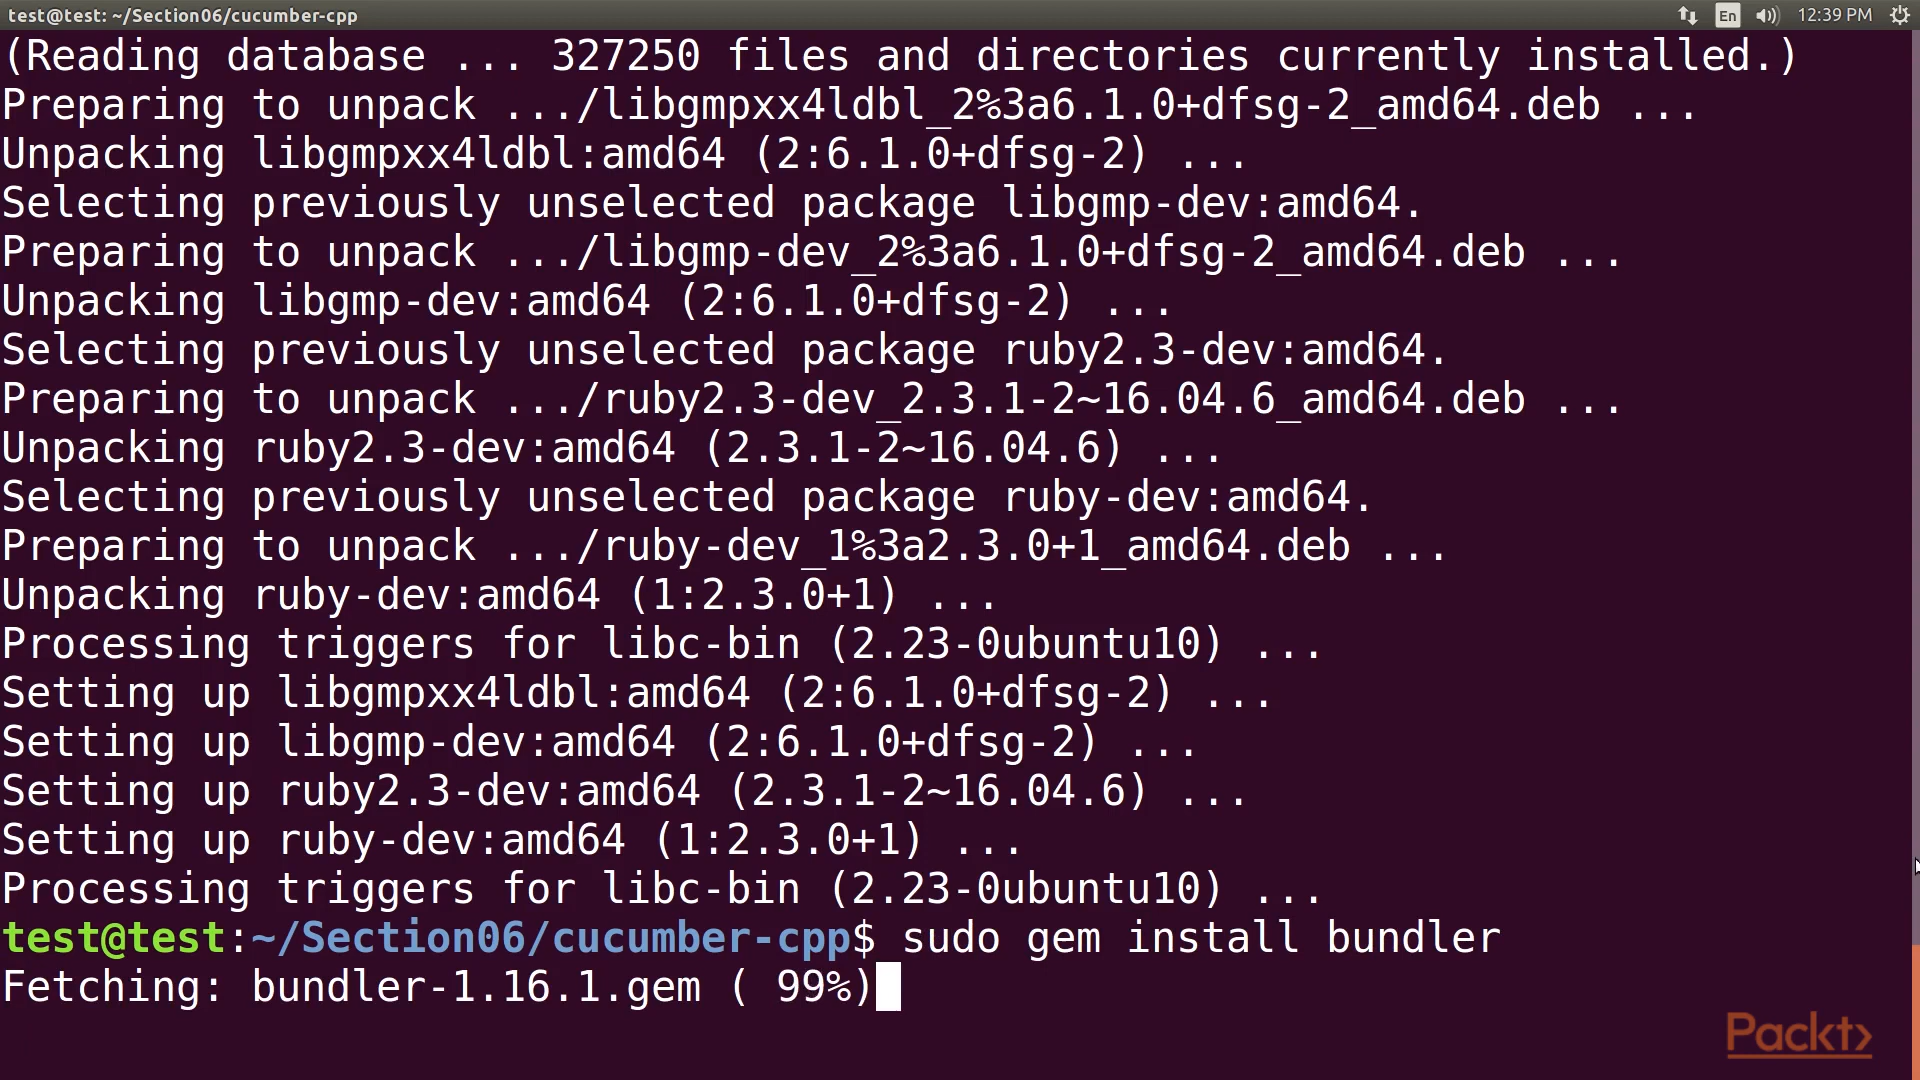 test@test: ~/Section06/cucumber-cpp
En
12:39 PM
(Reading database ... 327250 files and directories currently installed.)
Preparing to unpack .../libgmpxx4ldbl_2%3a6.1.0+dfsg-2_amd64.deb ...
Unpacking libgmpxx4ldbl:amd64 (2:6.1.0+dfsg-2) ...
Selecting previously unselected package libgmp-dev:amd64.
Preparing to unpack .../libgmp-dev_2%3a6.1.0+dfsg-2_amd64.deb ...
Unpacking libgmp-dev:amd64 (2:6.1.0+dfsg-2) ...
Selecting previously unselected package ruby2.3-dev:amd64.
Preparing to unpack .../ruby2.3-dev_2.3.1-2~16.04.6_amd64.deb ...
Unpacking ruby2.3-dev:amd64 (2.3.1-2~16.04.6) ...
Selecting previously unselected package ruby-dev:amd64.
Preparing to unpack .../ruby-dev_1%3a2.3.0+1_amd64.deb ...
Unpacking ruby-dev:amd64 (1:2.3.0+1) ...
Processing triggers for libc-bin (2.23-0ubuntu10) ...
Setting up libgmpxx4ldbl:amd64 (2:6.1.0+dfsg-2) ...
Setting up libgmp-dev:amd64 (2:6.1.0+dfsg-2) ...
Setting up ruby2.3-dev:amd64 (2.3.1-2~16.04.6) ...
Setting up ruby-dev:amd64 (1:2.3.0+1) ...
Processing triggers for libc-bin (2.23-0ubuntu10) ...
test@test:~/Section06/cucumber-cpp$ sudo gem install bundler
Fetching: bundler-1.16.1.gem ( 99%)
Packt>